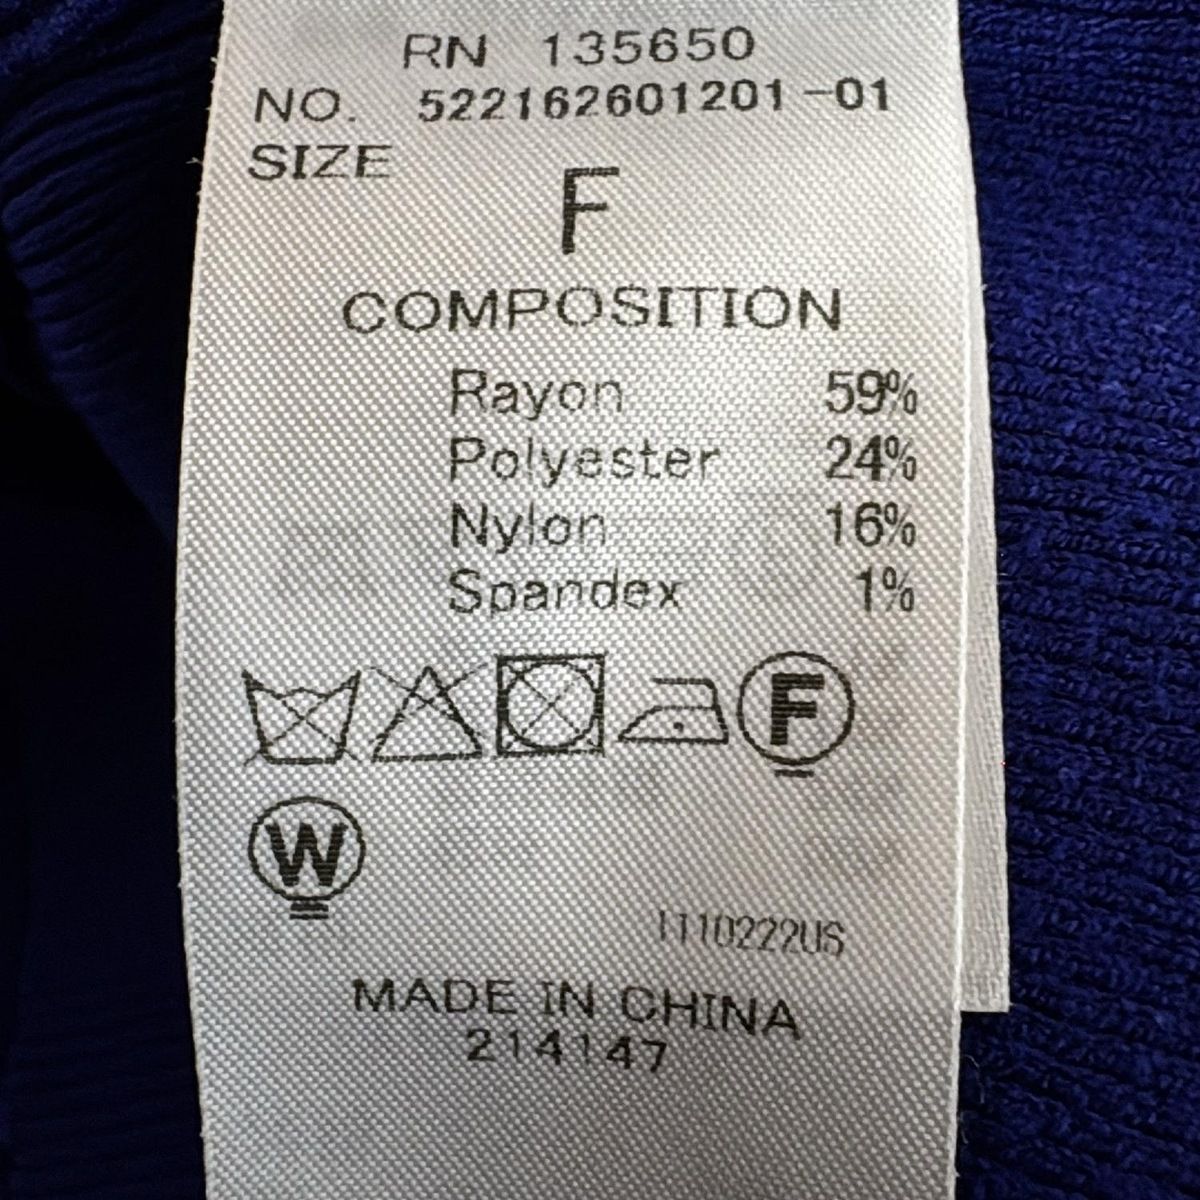 RN 135650
NO. 522162601201-01
SIZE
F
COMPOSITION
Rayon 59%
Polyester 24%
Nylon 16%
Spandex 1%
F
W
1110222US
MADE IN CHINA
214147